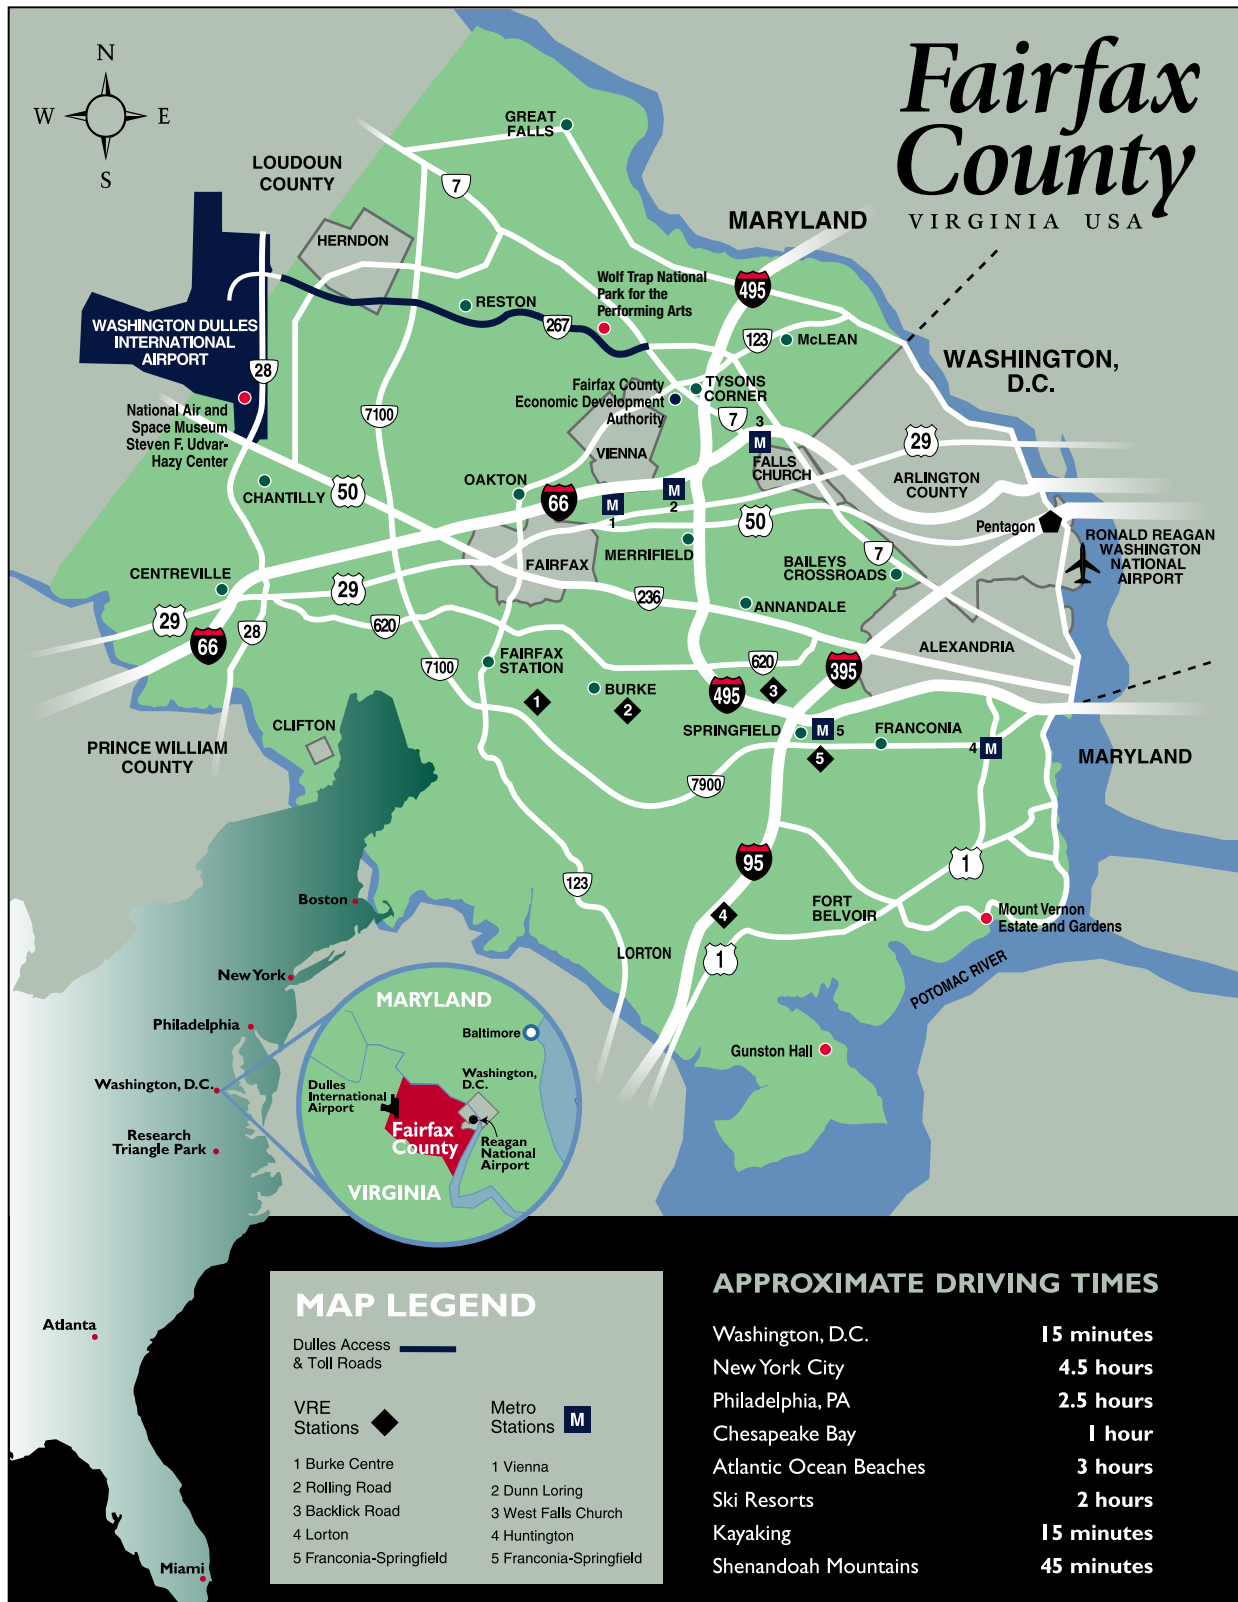 Fairfax
County
VIRGINIA USA
N
W
E
S
GREAT
FALLS
LOUDOUN
COUNTY
7
MARYLAND
HERNDON
Wolf Trap National
Park for the
Performing Arts
495
RESTON
267
123
McLEAN
WASHINGTON DULLES
INTERNATIONAL
AIRPORT
28
WASHINGTON,
D.C.
Fairfax County
Economic Development
Authority
TYSONS
CORNER
National Air and
Space Museum
Steven F. Udvar-
Hazy Center
7100
7
3
M
29
VIENNA
FALLS
CHURCH
ARLINGTON
COUNTY
OAKTON
CHANTILLY
50
66
M
1
M
2
50
Pentagon
RONALD REAGAN
WASHINGTON
NATIONAL
AIRPORT
MERRIFIELD
7
FAIRFAX
BAILEYS
CROSSROADS
CENTREVILLE
29
236
ANNANDALE
29
28
620
66
7100
FAIRFAX
STATION
620
395
ALEXANDRIA
BURKE
1
2
495
3
CLIFTON
SPRINGFIELD
M
5
FRANCONIA
4
M
5
PRINCE WILLIAM
COUNTY
MARYLAND
7900
95
1
123
FORT
BELVOIR
4
Mount Vernon
Estate and Gardens
LORTON
1
POTOMAC RIVER
Gunston Hall
Boston
New York
Philadelphia
Washington, D.C.
Research
Triangle Park
Atlanta
Miami
MARYLAND
Baltimore
Washington,
D.C.
Dulles
International
Airport
Fairfax
County
Reagan
National
Airport
VIRGINIA
MAP LEGEND
Dulles Access
& Toll Roads
VRE
Stations
1 Burke Centre
2 Rolling Road
3 Backlick Road
4 Lorton
5 Franconia-Springfield
Metro
Stations
M
1 Vienna
2 Dunn Loring
3 West Falls Church
4 Huntington
5 Franconia-Springfield
APPROXIMATE DRIVING TIMES
Washington, D.C. 15 minutes
New York City 4.5 hours
Philadelphia, PA 2.5 hours
Chesapeake Bay 1 hour
Atlantic Ocean Beaches 3 hours
Ski Resorts 2 hours
Kayaking 15 minutes
Shenandoah Mountains 45 minutes